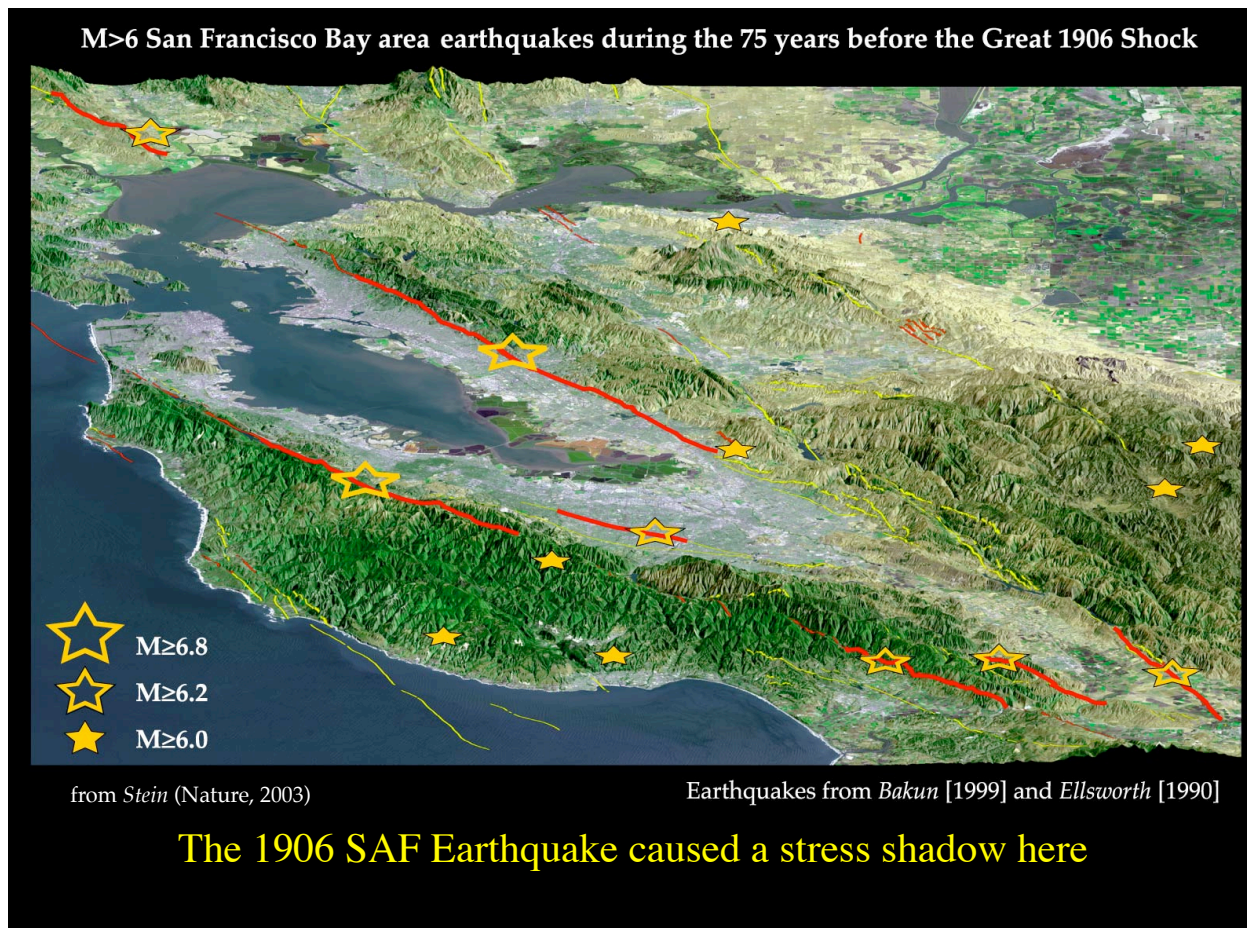 M>6 San Francisco Bay area earthquakes during the 75 years before the Great 1906 Shock
M≥6.8
M≥6.2
M≥6.0
from Stein (Nature, 2003)
Earthquakes from Bakun [1999] and Ellsworth [1990]
The 1906 SAF Earthquake caused a stress shadow here